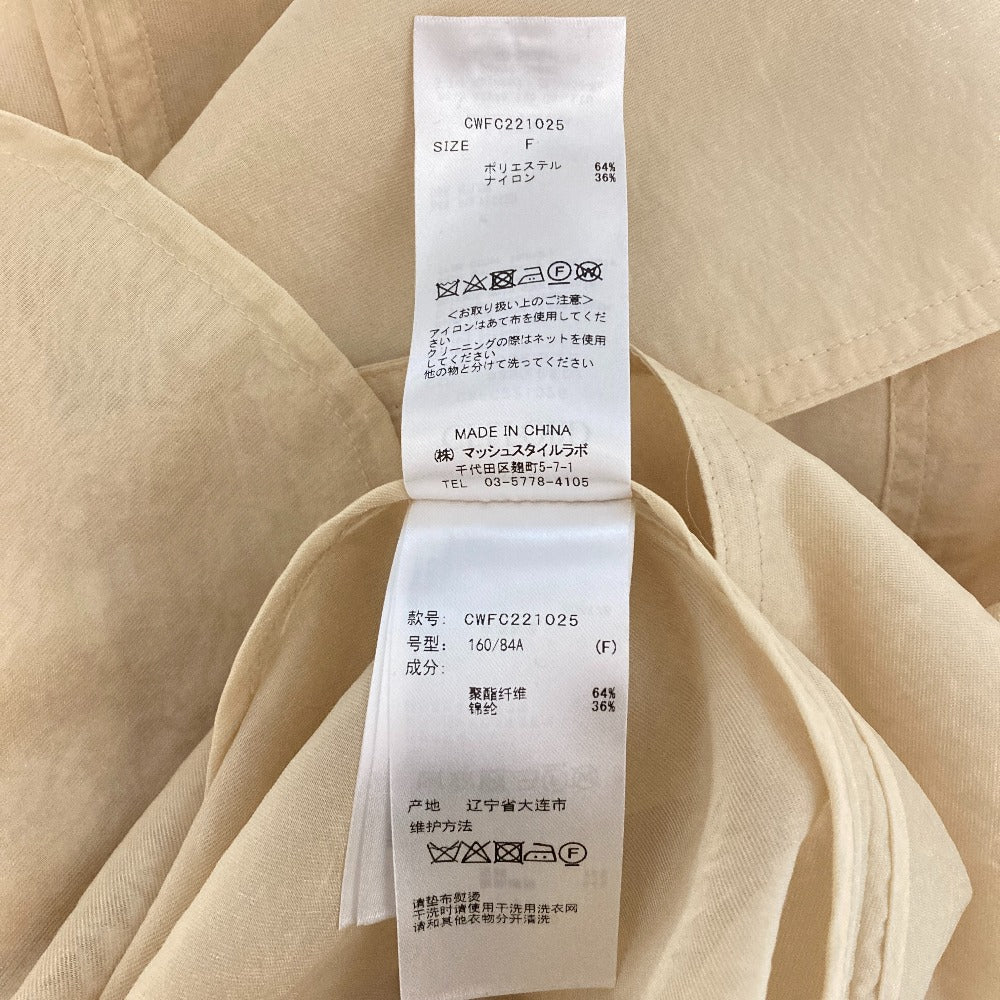 CWFC221025
SIZE F
ポリエステル 64%
ナイロン 36%
F W
<お取り扱い上のご注意>
アイロンはあて布を使用してくだ
さい
クリーニングの際はネットを使用
してください
他の物と分けて洗ってください
MADE IN CHINA
(株) マッシュスタイルラボ
千代田区麹町5-7-1
TEL 03-5778-4105
款号: CWFC221025
号型: 160/84A (F)
成分:
聚酯纤维 64%
锦纶 36%
产地 辽宁省大连市
维护方法
F
请垫布熨烫
干洗时请使用干洗用洗衣网
请和其他衣物分开清洗